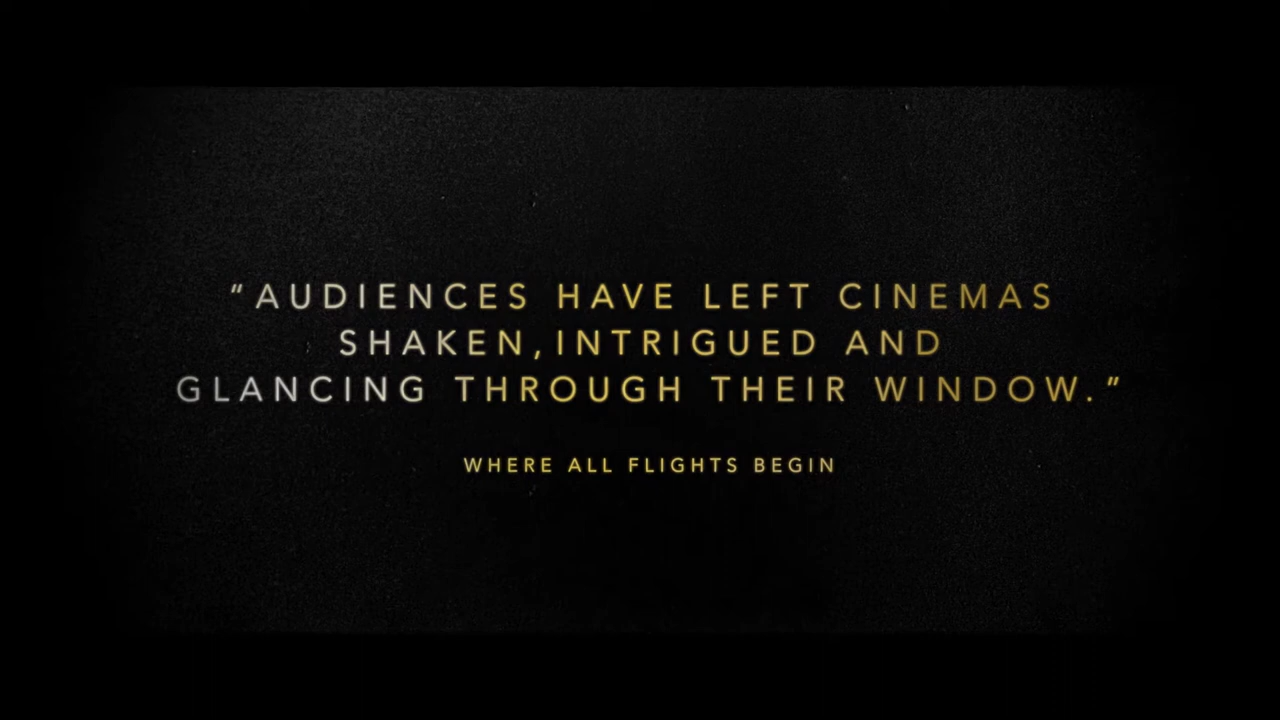 “AUDIENCES HAVE LEFT CINEMAS
SHAKEN,INTRIGUED AND
GLANCING THROUGH THEIR WINDOW.”
WHERE ALL FLIGHTS BEGIN